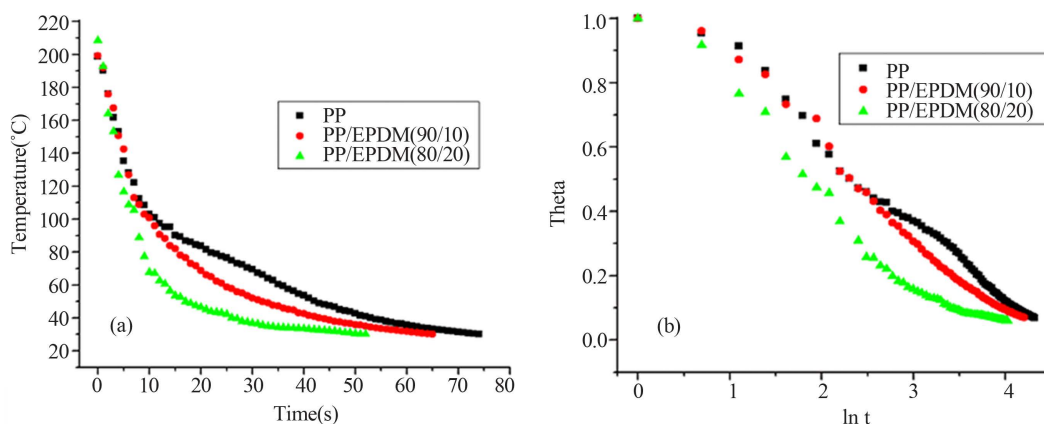 220
200
180
160
140
120
100
80
60
40
20
Temperature(°C)
PP
PP/EPDM(90/10)
PP/EPDM(80/20)
(a)
0 10 20 30 40 50 60 70 80
Time(s)
1.0
0.8
0.6
0.4
0.2
0.0
Theta
PP
PP/EPDM(90/10)
PP/EPDM(80/20)
(b)
0 1 2 3 4
ln t